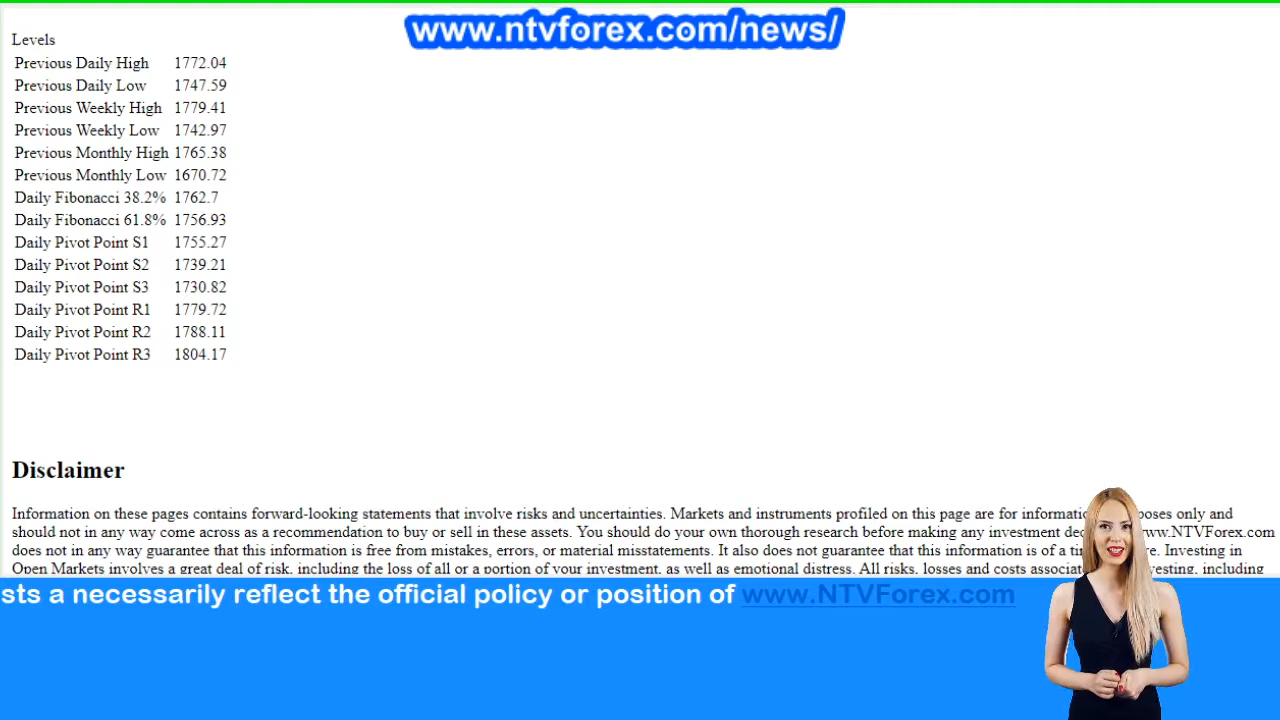 www.ntvforex.com/news/
Levels
Previous Daily High 1772.04
Previous Daily Low 1747.59
Previous Weekly High 1779.41
Previous Weekly Low 1742.97
Previous Monthly High 1765.38
Previous Monthly Low 1670.72
Daily Fibonacci 38.2% 1762.7
Daily Fibonacci 61.8% 1756.93
Daily Pivot Point S1 1755.27
Daily Pivot Point S2 1739.21
Daily Pivot Point S3 1730.82
Daily Pivot Point R1 1779.72
Daily Pivot Point R2 1788.11
Daily Pivot Point R3 1804.17
Disclaimer
Information on these pages contains forward-looking statements that involve risks and uncertainties. Markets and instruments profiled on this page are for only and
should not in any way come across as a recommendation to buy or sell in these assets. You should do your own thorough research before making any investment www.NTVForex.com
does not in any way guarantee that this information is free from mistakes, errors, or material misstatements. It also does not guarantee that this information is of a Investing in
Open Markets involves a great deal of risk, including the loss of all or a portion of your investment, as well as emotional distress. All risks, losses and costs including
sts a necessarily reflect the official policy or position of www.NTVForex.com